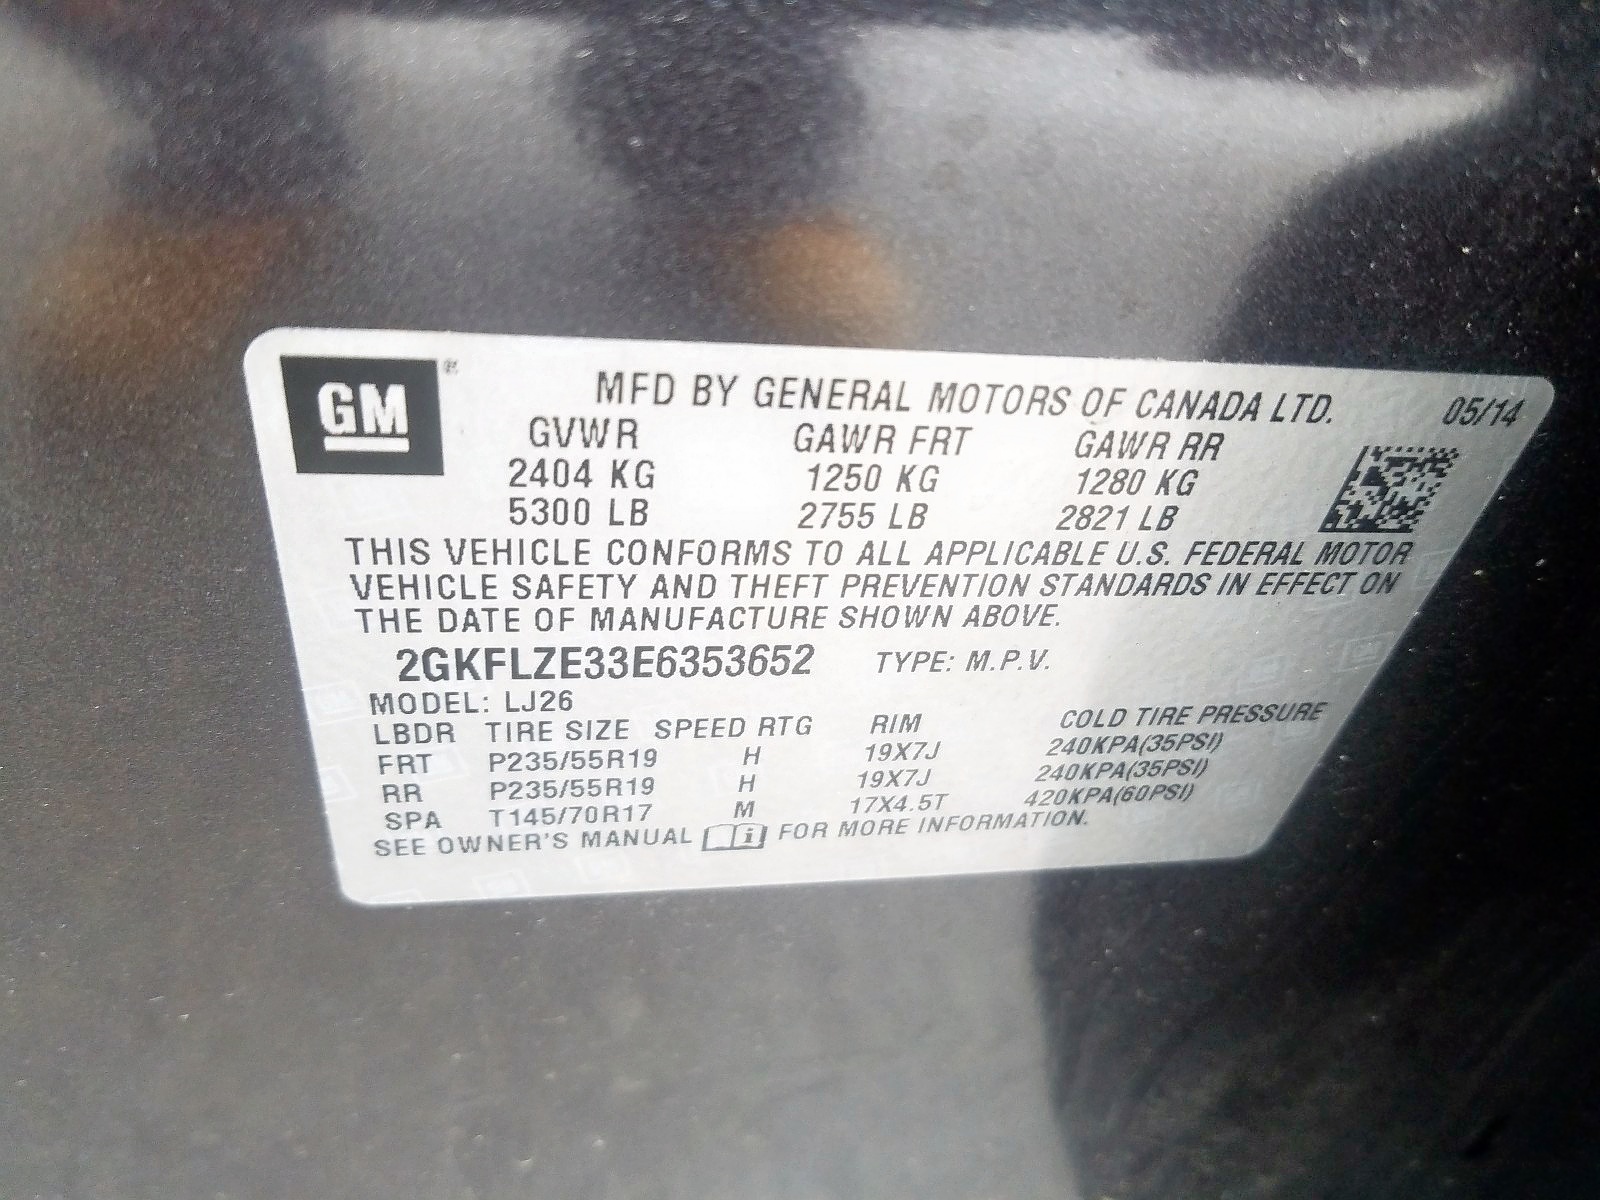 GM ®
MFD BY GENERAL MOTORS OF CANADA LTD. 05/14
GVWR GAWR FRT GAWR RR
2404 KG 1250 KG 1280 KG
5300 LB 2755 LB 2821 LB
THIS VEHICLE CONFORMS TO ALL APPLICABLE U.S. FEDERAL MOTOR
VEHICLE SAFETY AND THEFT PREVENTION STANDARDS IN EFFECT ON
THE DATE OF MANUFACTURE SHOWN ABOVE.
2GKFLZE33E6353652 TYPE: M.P.V.
MODEL: LJ26
LBDR TIRE SIZE SPEED RTG RIM COLD TIRE PRESSURE
FRT P235/55R19 H 19X7J 240KPA(35PSI)
RR P235/55R19 H 19X7J 240KPA(35PSI)
SPA T145/70R17 M 17X4.5T 420KPA(60PSI)
SEE OWNER'S MANUAL i FOR MORE INFORMATION.